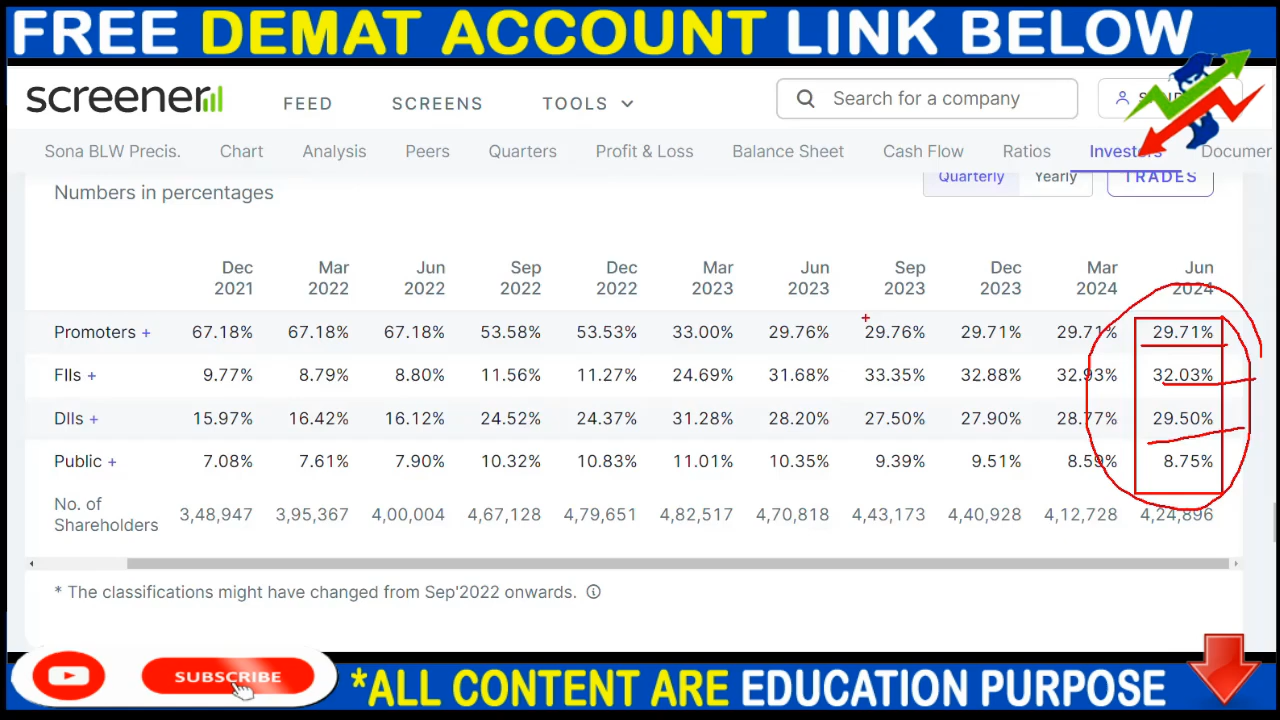 FREE DEMAT ACCOUNT LINK BELOW
screener FEED SCREENS TOOLS Search for a company
Sona BLW Precis. Chart Analysis Peers Quarters Profit & Loss Balance Sheet Cash Flow Ratios Investors Documen
Numbers in percentages Quarterly Yearly TRADES
Dec 2021 Mar 2022 Jun 2022 Sep 2022 Dec 2022 Mar 2023 Jun 2023 Sep 2023 Dec 2023 Mar 2024 Jun 2024
Promoters + 67.18% 67.18% 67.18% 53.58% 53.53% 33.00% 29.76% 29.76% 29.71% 29.71% 29.71%
FIIs + 9.77% 8.79% 8.80% 11.56% 11.27% 24.69% 31.68% 33.35% 32.88% 32.93% 32.03%
DIIs + 15.97% 16.42% 16.12% 24.52% 24.37% 31.28% 28.20% 27.50% 27.90% 28.77% 29.50%
Public + 7.08% 7.61% 7.90% 10.32% 10.83% 11.01% 10.35% 9.39% 9.51% 8.59% 8.75%
No. of Shareholders 3,48,947 3,95,367 4,00,004 4,67,128 4,79,651 4,82,517 4,70,818 4,43,173 4,40,928 4,12,728 4,24,896
* The classifications might have changed from Sep'2022 onwards.
SUBSCRIBE *ALL CONTENT ARE EDUCATION PURPOSE